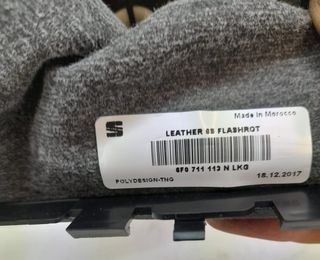 Made in Morocco
LEATHER 6S FLASHROT
6F0 711 113 N LKG
POLYDESIGN-TNG
18.12.2017